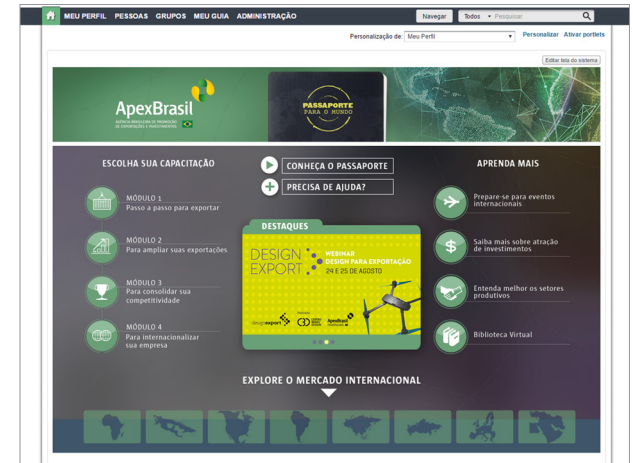 MEU PERFIL PESSOAS GRUPOS MEU GUIA ADMINISTRAÇÃO
Navegar Todos Pesquisar
Personalização de: Meu Perfil Personalizar Ativar portlets
Editar tela do sistema
ApexBrasil
AGÊNCIA BRASILEIRA DE PROMOÇÃO
DE EXPORTAÇÕES E INVESTIMENTOS
PASSAPORTE
PARA O MUNDO
ESCOLHA SUA CAPACITAÇÃO
MÓDULO 1
Passo a passo para exportar
MÓDULO 2
Para ampliar suas exportações
MÓDULO 3
Para consolidar sua
competitividade
MÓDULO 4
Para internacionalizar
sua empresa
CONHEÇA O PASSAPORTE
PRECISA DE AJUDA?
DESTAQUES
DESIGN
EXPORT
WEBINAR
DESIGN PARA EXPORTAÇÃO
24 E 25 DE AGOSTO
designexport
ApexBrasil
APRENDA MAIS
Prepare-se para eventos
internacionais
Saiba mais sobre atração
de investimentos
Entenda melhor os setores
produtivos
Biblioteca Virtual
EXPLORE O MERCADO INTERNACIONAL